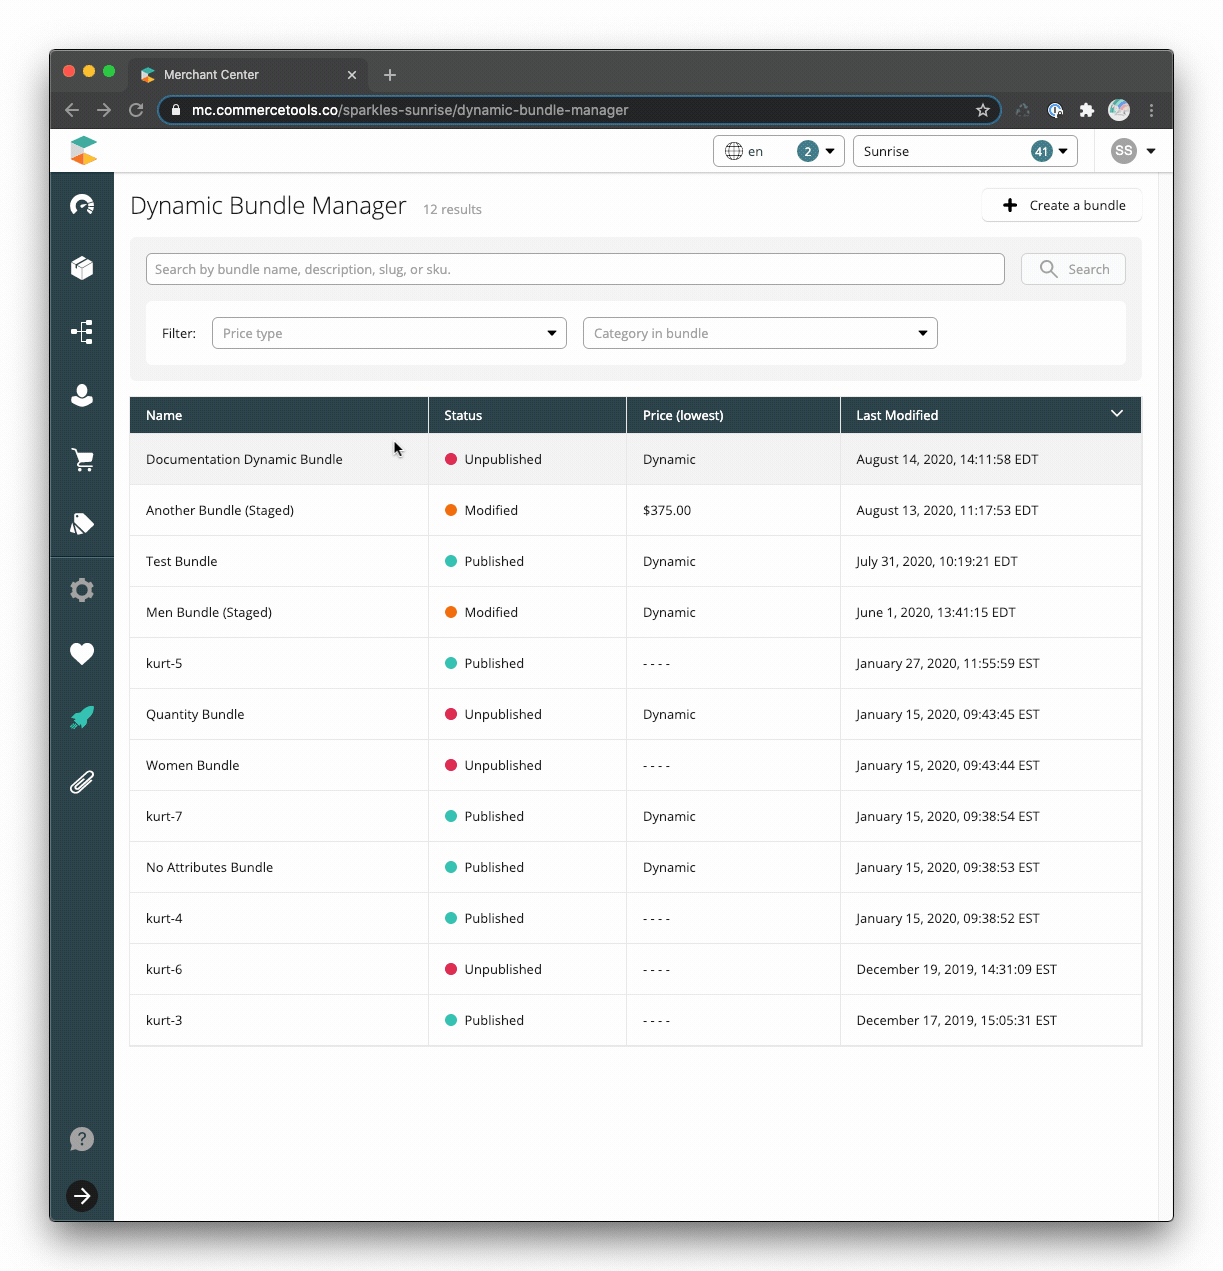 Merchant Center
mc.commercetools.co/sparkles-sunrise/dynamic-bundle-manager
en 2 Sunrise 41 SS
Dynamic Bundle Manager 12 results Create a bundle
Search by bundle name, description, slug, or sku. Search
Filter: Price type Category in bundle
Name Status Price (lowest) Last Modified
Documentation Dynamic Bundle Unpublished Dynamic August 14, 2020, 14:11:58 EDT
Another Bundle (Staged) Modified $375.00 August 13, 2020, 11:17:53 EDT
Test Bundle Published Dynamic July 31, 2020, 10:19:21 EDT
Men Bundle (Staged) Modified Dynamic June 1, 2020, 13:41:15 EDT
kurt-5 Published - - - - January 27, 2020, 11:55:59 EST
Quantity Bundle Unpublished Dynamic January 15, 2020, 09:43:45 EST
Women Bundle Unpublished - - - - January 15, 2020, 09:43:44 EST
kurt-7 Published Dynamic January 15, 2020, 09:38:54 EST
No Attributes Bundle Published Dynamic January 15, 2020, 09:38:53 EST
kurt-4 Published - - - - January 15, 2020, 09:38:52 EST
kurt-6 Unpublished - - - - December 19, 2019, 14:31:09 EST
kurt-3 Published - - - - December 17, 2019, 15:05:31 EST
?